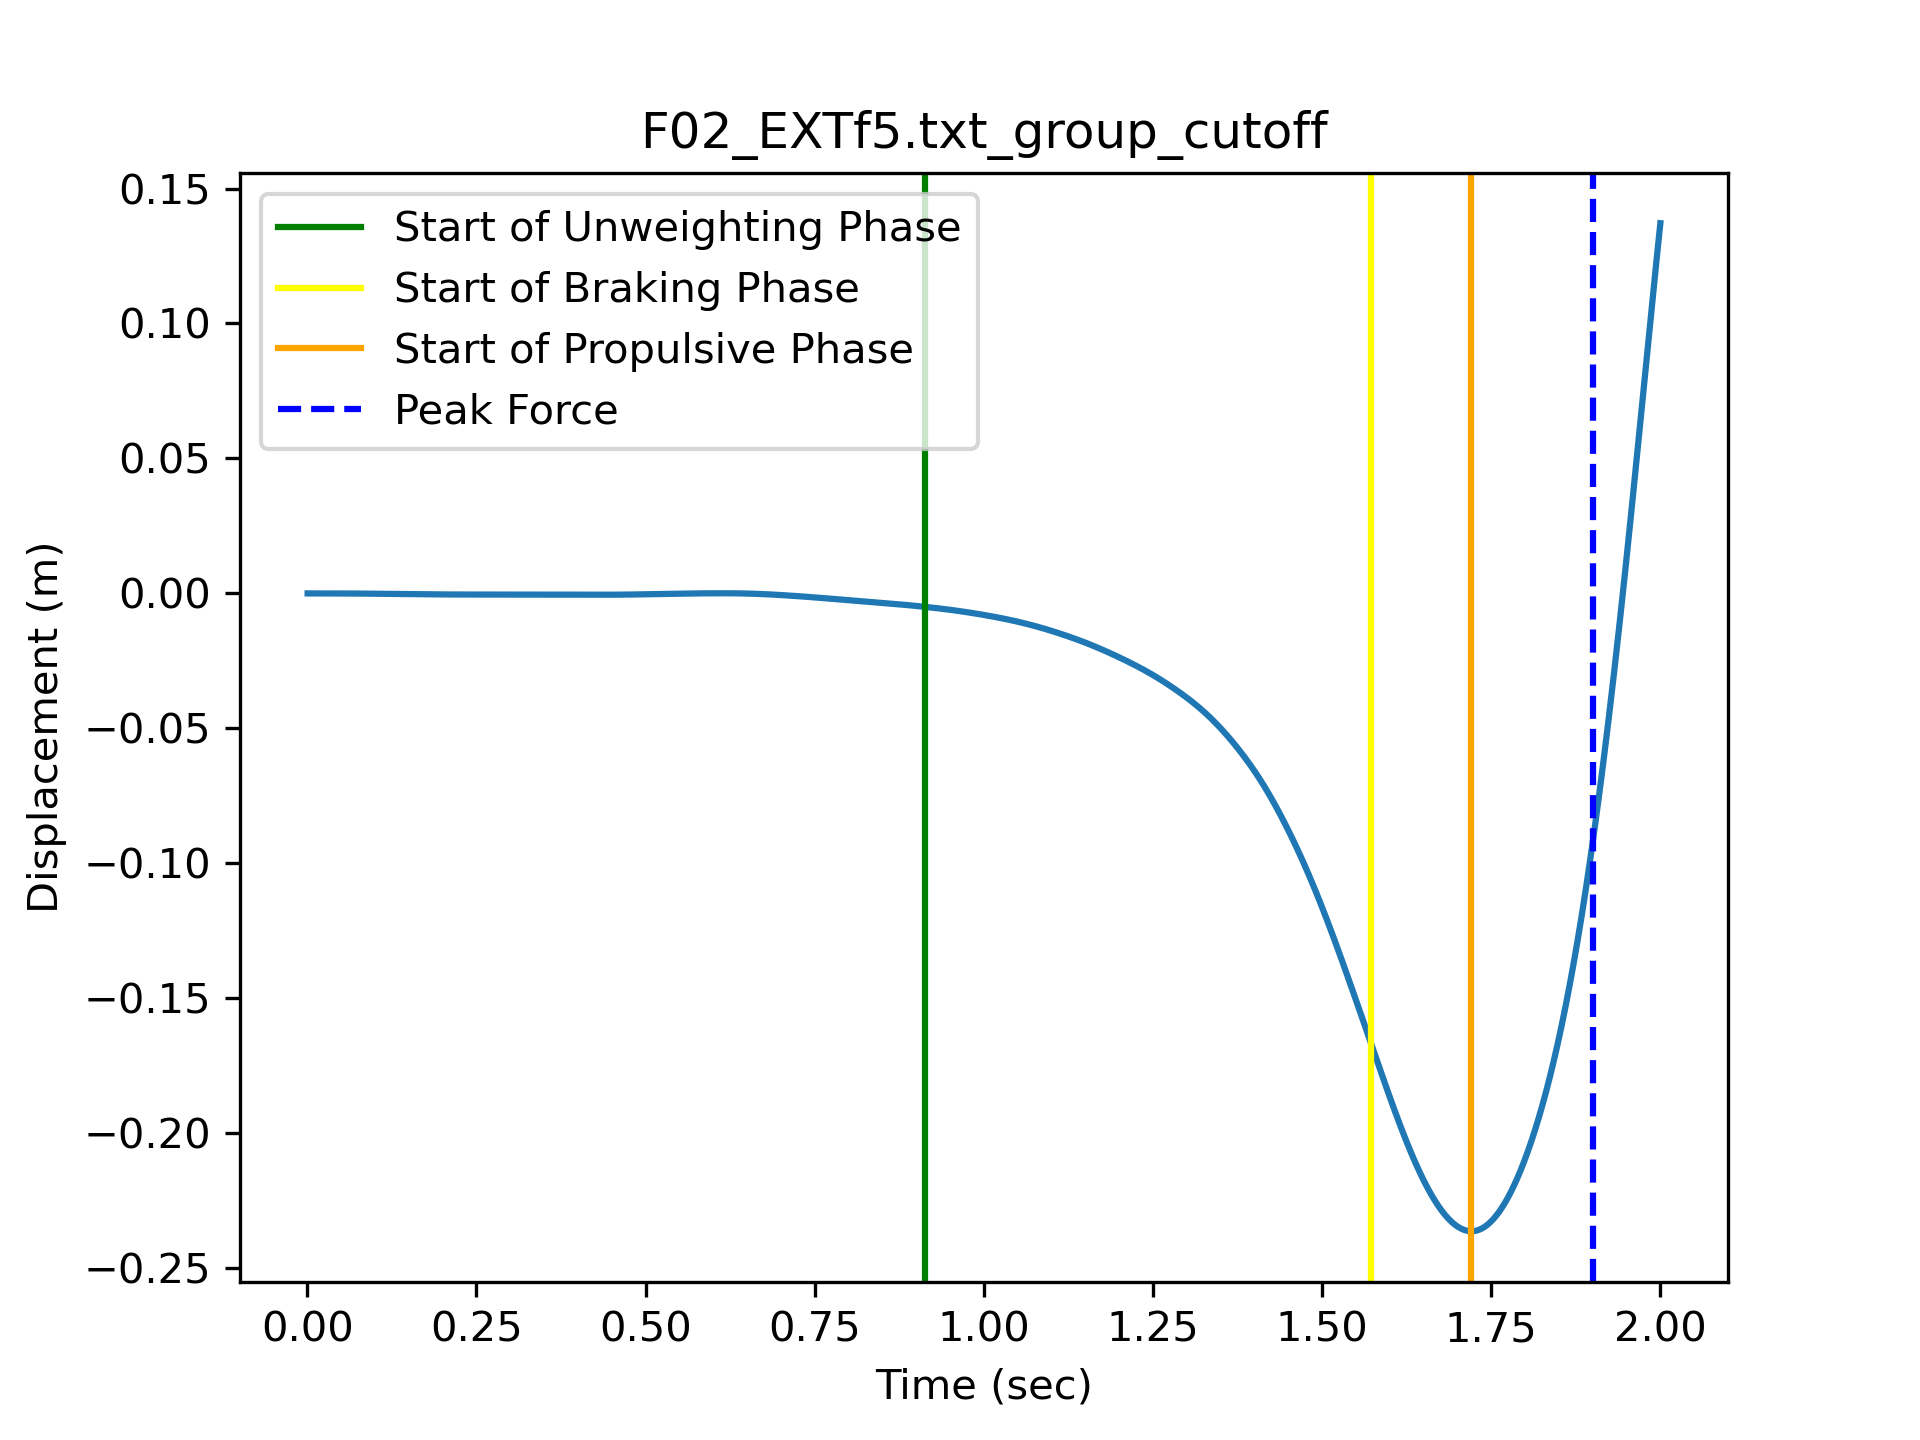 F02_EXTf5.txt_group_cutoff
Start of Unweighting Phase
Start of Braking Phase
Start of Propulsive Phase
Peak Force
Displacement (m)
0.15
0.10
0.05
0.00
−0.05
−0.10
−0.15
−0.20
−0.25
0.00 0.25 0.50 0.75 1.00 1.25 1.50 1.75 2.00
Time (sec)